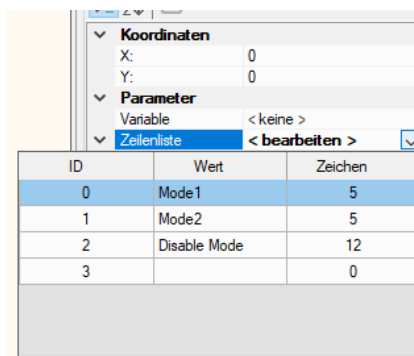 Koordinaten
X: 0
Y: 0
Parameter
Variable < keine >
Zeilenliste < bearbeiten >
ID Wert Zeichen
0 Mode1 5
1 Mode2 5
2 Disable Mode 12
3 0